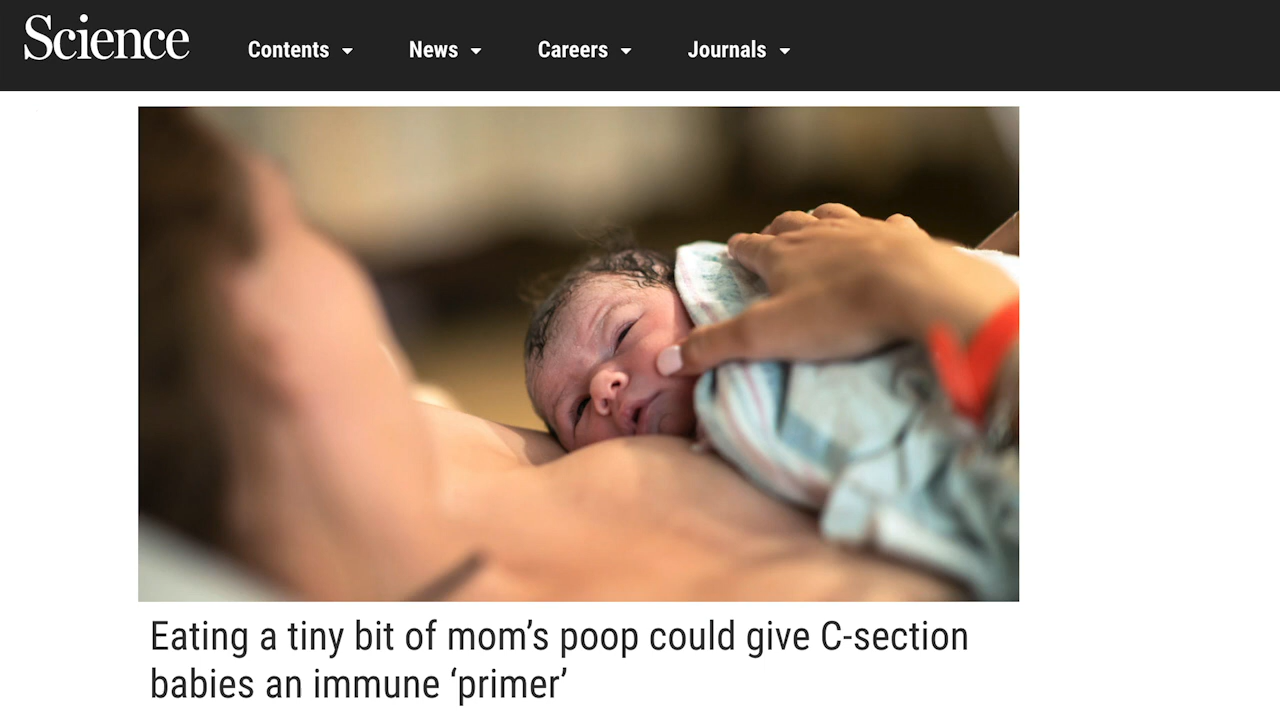 Science
Contents News Careers Journals
Eating a tiny bit of mom’s poop could give C-section
babies an immune ‘primer’